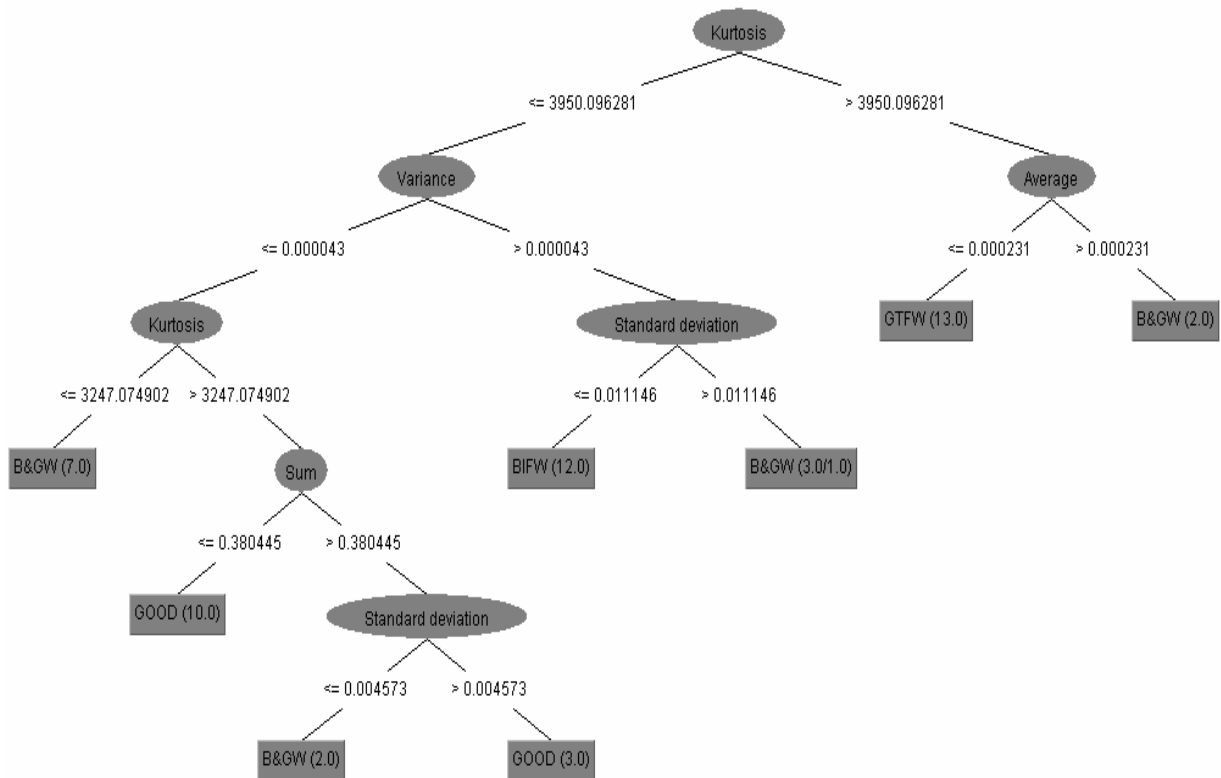 Kurtosis
<= 3950.096281
> 3950.096281
Variance
Average
<= 0.000043
> 0.000043
<= 0.000231
> 0.000231
Kurtosis
Standard deviation
GTFW (13.0)
B&GW (2.0)
<= 3247.074902
> 3247.074902
<= 0.011146
> 0.011146
B&GW (7.0)
Sum
BIFW (12.0)
B&GW (3.0/1.0)
<= 0.380445
> 0.380445
GOOD (10.0)
Standard deviation
<= 0.004573
> 0.004573
B&GW (2.0)
GOOD (3.0)